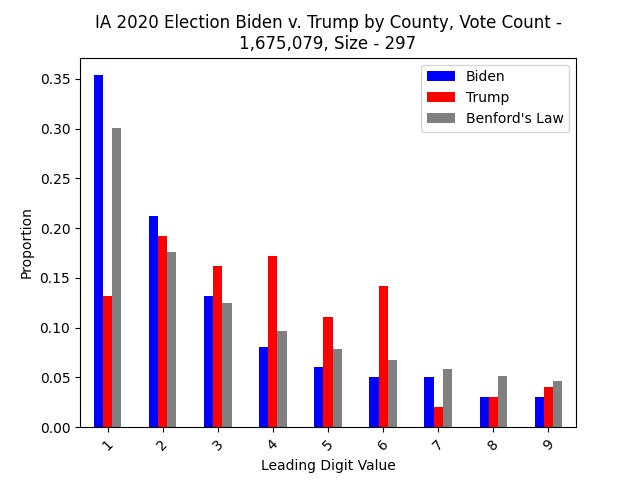 IA 2020 Election Biden v. Trump by County, Vote Count -
1,675,079, Size - 297
Biden
Trump
Benford's Law
Proportion
0.35
0.30
0.25
0.20
0.15
0.10
0.05
0.00
1 2 3 4 5 6 7 8 9
Leading Digit Value